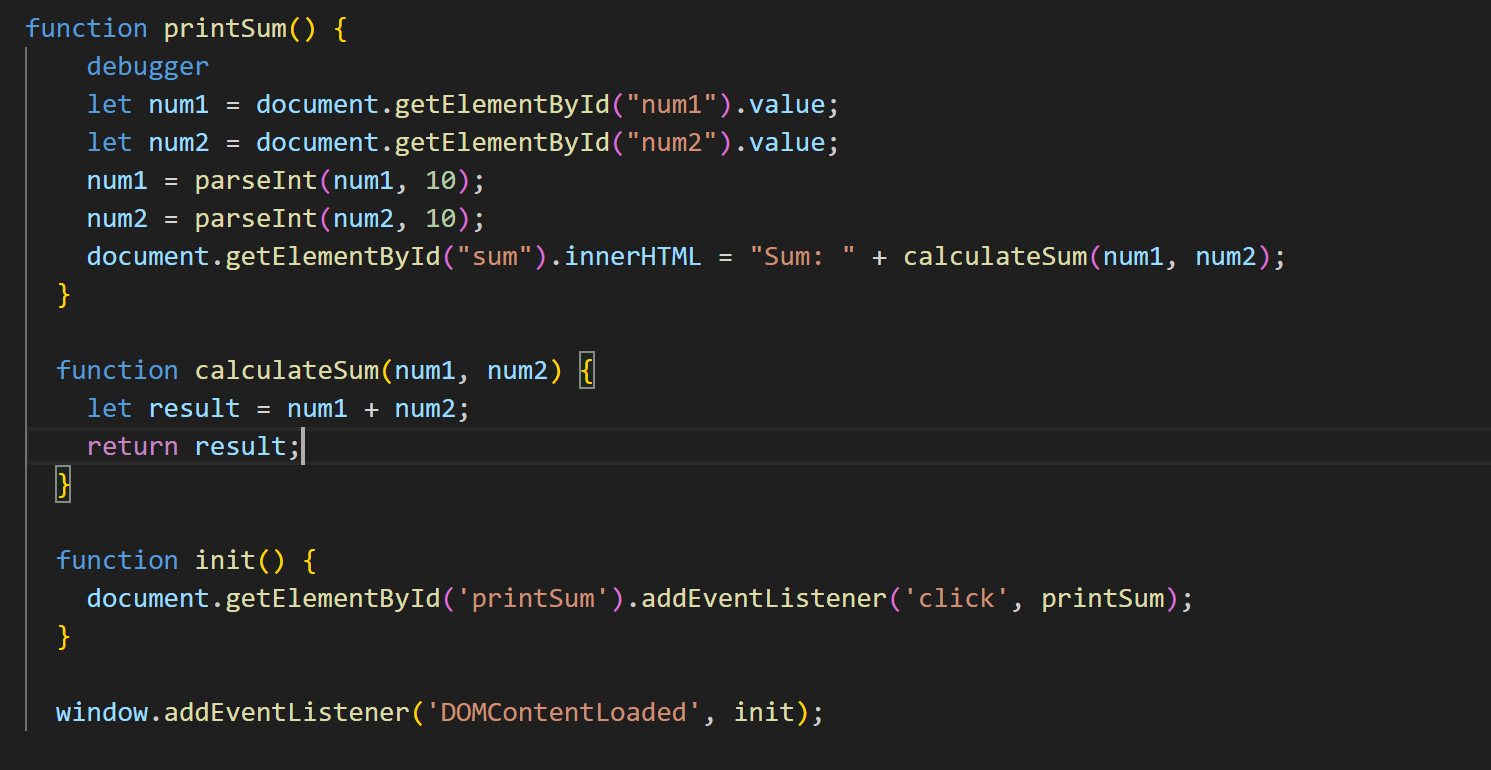 function printSum() {
    debugger
    let num1 = document.getElementById("num1").value;
    let num2 = document.getElementById("num2").value;
    num1 = parseInt(num1, 10);
    num2 = parseInt(num2, 10);
    document.getElementById("sum").innerHTML = "Sum: " + calculateSum(num1, num2);
  }

  function calculateSum(num1, num2) {
    let result = num1 + num2;
    return result;
  }

  function init() {
    document.getElementById('printSum').addEventListener('click', printSum);
  }

  window.addEventListener('DOMContentLoaded', init);